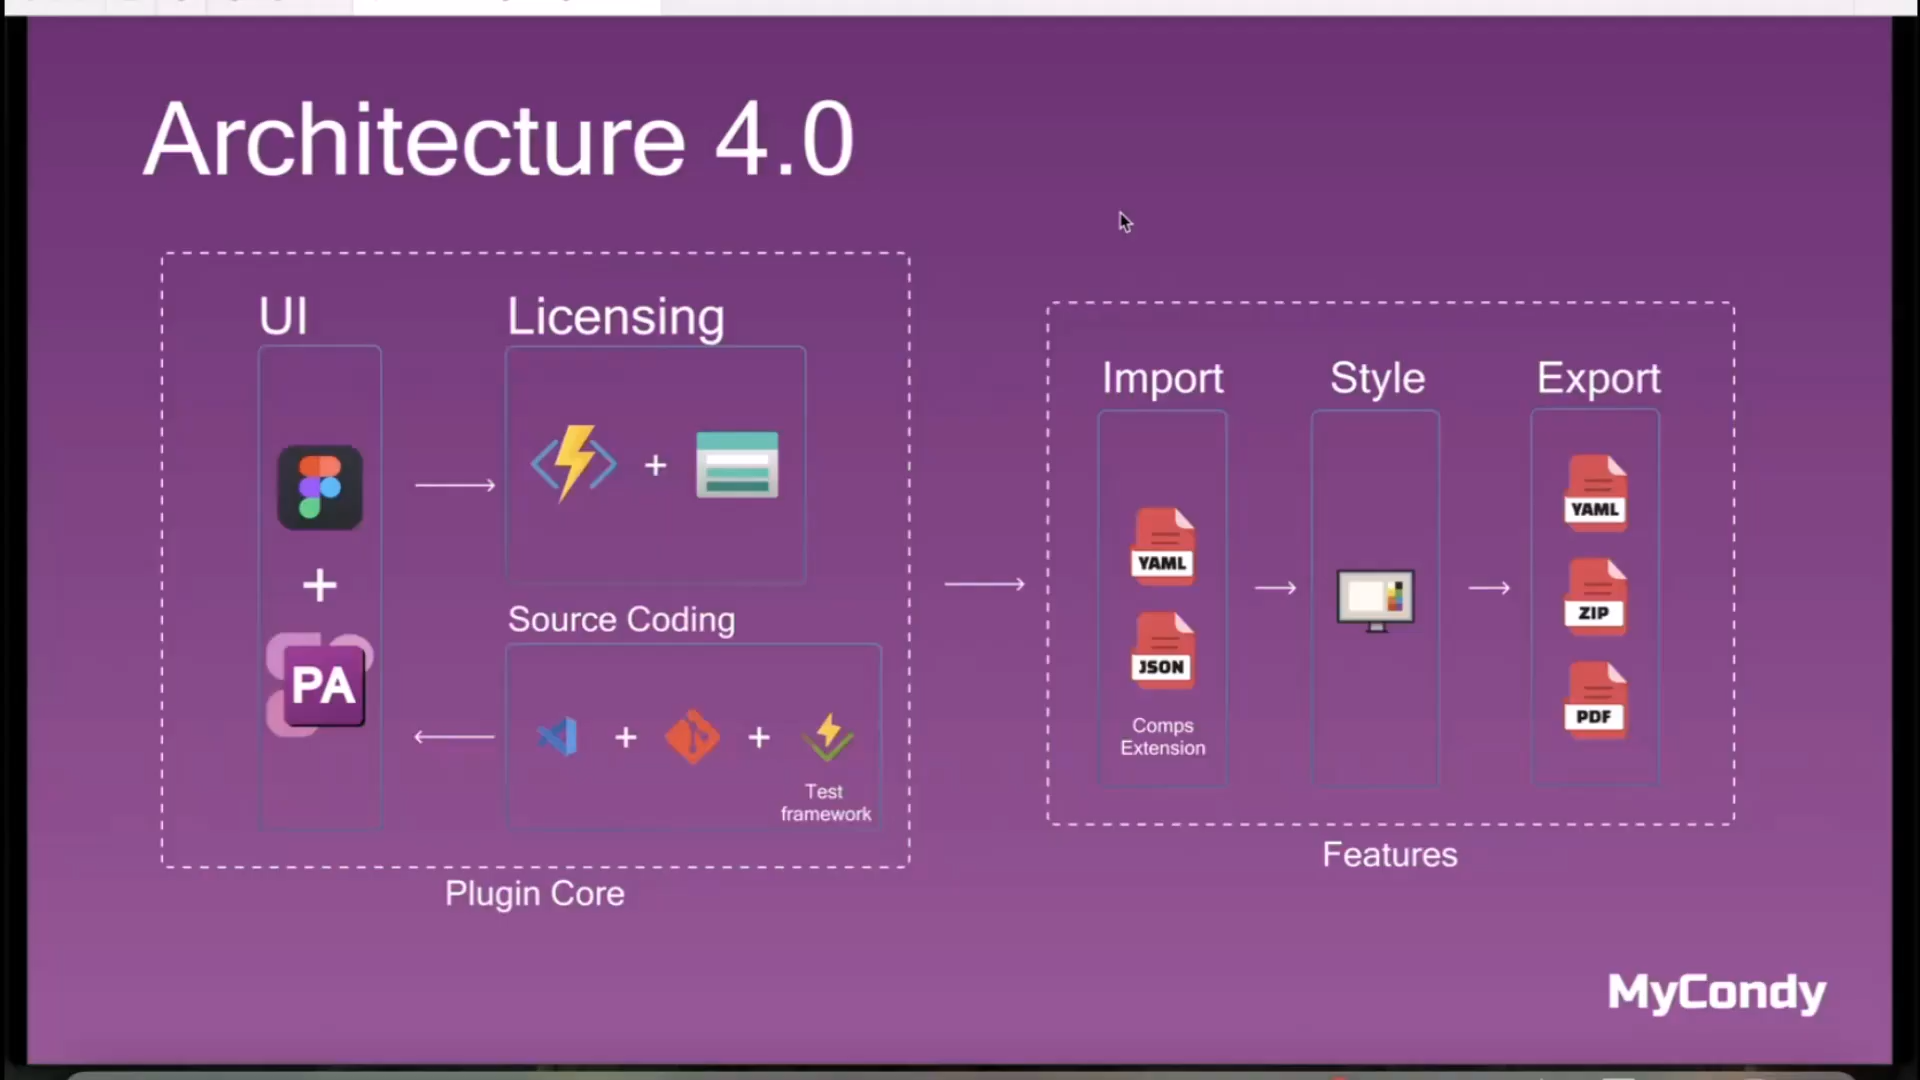 Architecture 4.0
UI
Licensing
+
+
PA
Source Coding
+
+
Test
framework
Plugin Core
Import
Style
Export
YAML
JSON
Comps
Extension
YAML
ZIP
PDF
Features
MyCondy